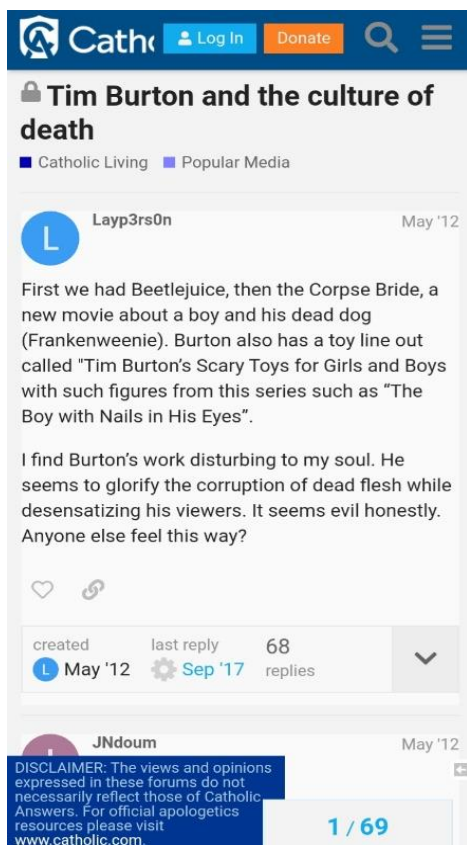 Cath
Log In
Donate
Tim Burton and the culture of
death
Catholic Living Popular Media
L
Layp3rs0n
May '12
First we had Beetlejuice, then the Corpse Bride, a
new movie about a boy and his dead dog
(Frankenweenie). Burton also has a toy line out
called "Tim Burton’s Scary Toys for Girls and Boys
with such figures from this series such as “The
Boy with Nails in His Eyes”.
I find Burton’s work disturbing to my soul. He
seems to glorify the corruption of dead flesh while
desensatizing his viewers. It seems evil honestly.
Anyone else feel this way?
created last reply 68
L May '12 Sep '17 replies
JNdoum
May '12
DISCLAIMER: The views and opinions
expressed in these forums do not
necessarily reflect those of Catholic
Answers. For official apologetics
resources please visit
www.catholic.com.
1 / 69